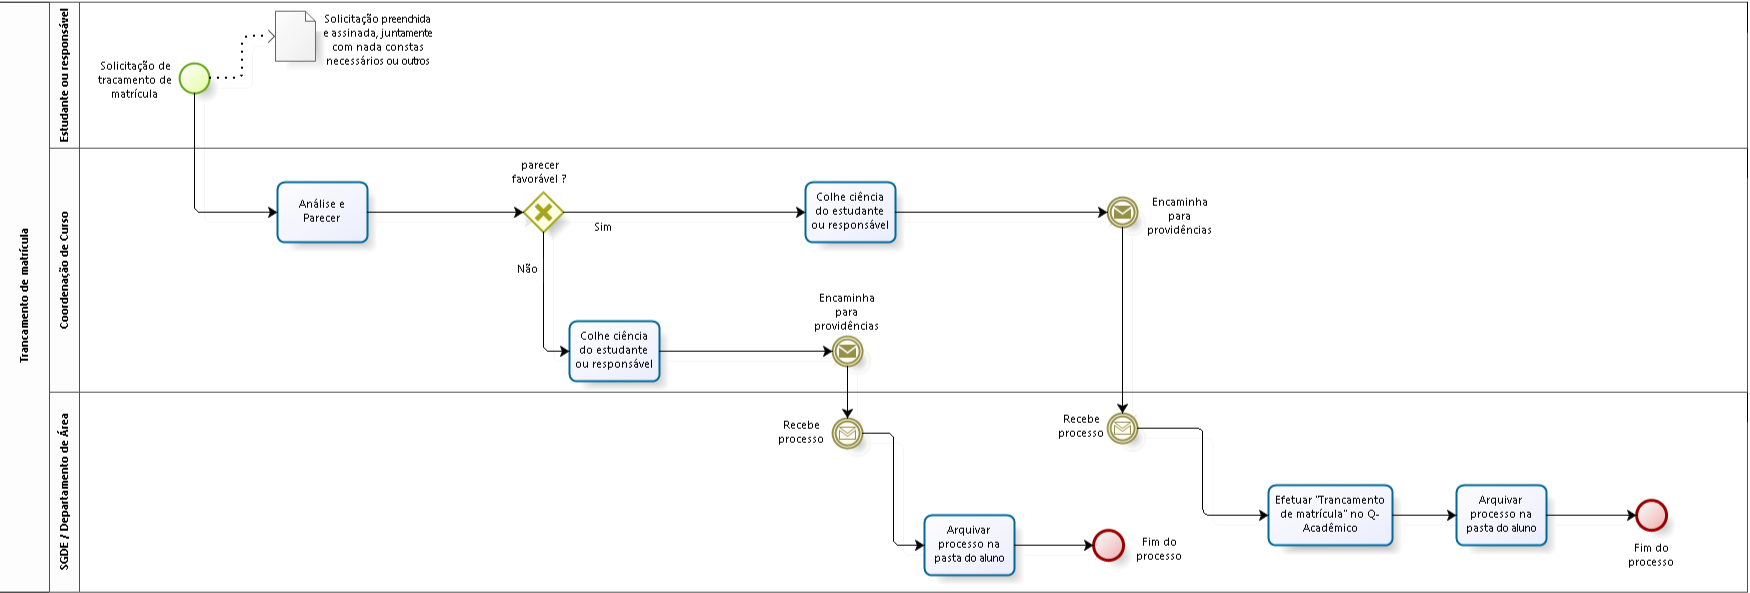 Trancamento de matrícula
Estudante ou responsável
Solicitação de
tracamento de
matrícula
Solicitação preenchida
e assinada, juntamente
com nada constas
necessários ou outros
Coordenação de Curso
Análise e
Parecer
parecer
favorável ?
Sim
Não
Colhe ciência
do estudante
ou responsável
Encaminha
para
providências
Colhe ciência
do estudante
ou responsável
Encaminha
para
providências
SGDE / Departamento de Área
Recebe
processo
Arquivar
processo na
pasta do aluno
Fim do
processo
Recebe
processo
Efetuar "Trancamento
de matrícula" no Q-
Acadêmico
Arquivar
processo na
pasta do aluno
Fim do
processo